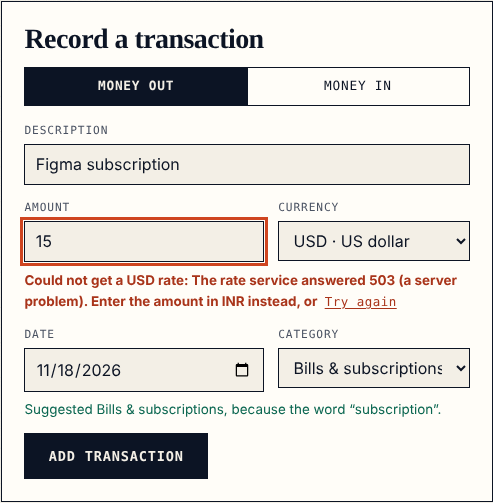 Record a transaction
MONEY OUT
MONEY IN
DESCRIPTION
Figma subscription
AMOUNT
CURRENCY
15
USD · US dollar
Could not get a USD rate: The rate service answered 503 (a server
problem). Enter the amount in INR instead, or Try again
DATE
CATEGORY
11/18/2026
Bills & subscriptions
Suggested Bills & subscriptions, because the word “subscription”.
ADD TRANSACTION